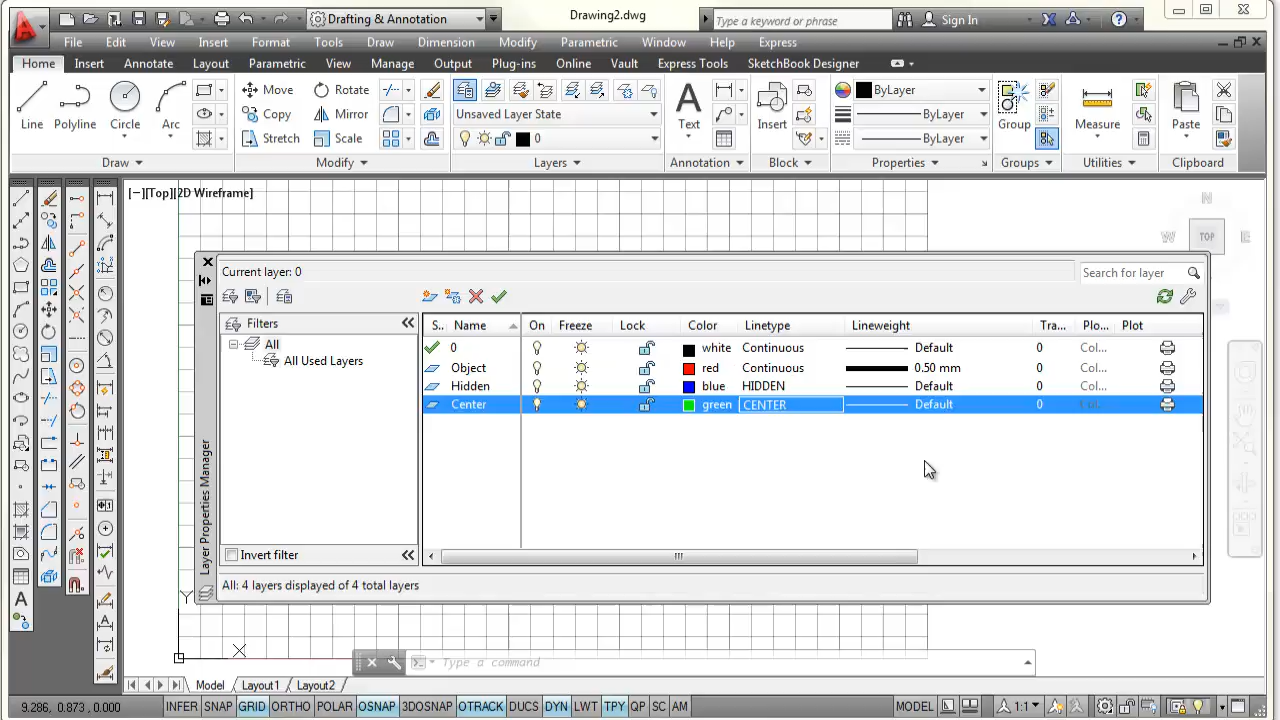 Drafting & Annotation
Drawing2.dwg
Type a keyword or phrase
Sign In
File Edit View Insert Format Tools Draw Dimension Modify Parametric Window Help Express
Home Insert Annotate Layout Parametric View Manage Output Plug-ins Online Vault Express Tools SketchBook Designer
Line Polyline Circle Arc
Move Rotate
Copy Mirror
Stretch Scale
Unsaved Layer State
0
Text
Insert
ByLayer
ByLayer
ByLayer
Group
Measure
Paste
Draw Modify Layers Annotation Block Properties Groups Utilities Clipboard
[−][Top][2D Wireframe]
N
W TOP E
Current layer: 0
Search for layer
Filters
All
All Used Layers
Invert filter
S.. Name On Freeze Lock Color Linetype Lineweight Tra... Plo... Plot
0 white Continuous Default 0 Col...
Object red Continuous 0.50 mm 0 Col...
Hidden blue HIDDEN Default 0 Col...
Center green CENTER Default 0
Layer Properties Manager
All: 4 layers displayed of 4 total layers
Y
X
Type a command
Model Layout1 Layout2
9.286, 0.873, 0.000 INFER SNAP GRID ORTHO POLAR OSNAP 3DOSNAP OTRACK DUCS DYN LWT TPY QP SC AM MODEL 1:1